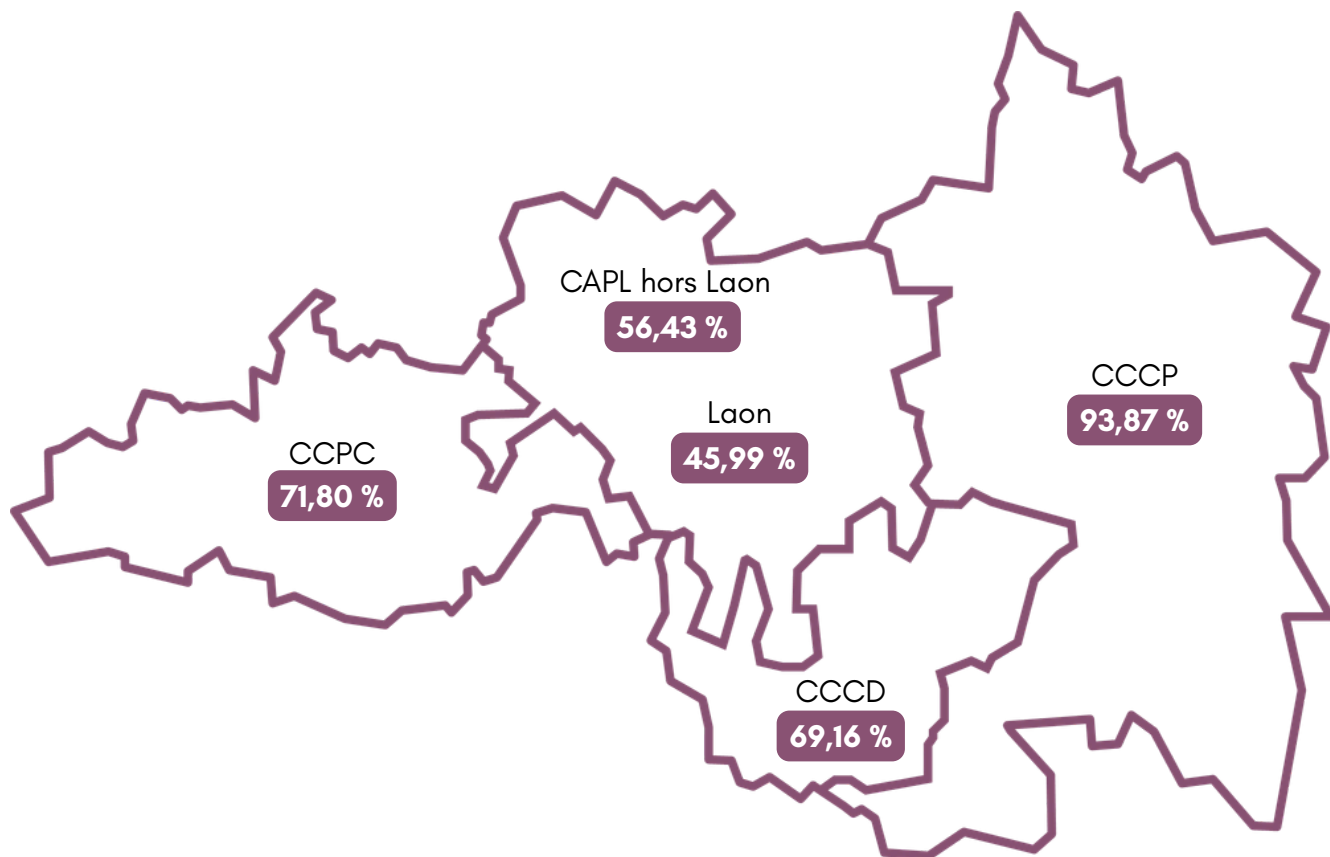 CAPL hors Laon
56,43 %
CCCP
93,87 %
Laon
45,99 %
CCPC
71,80 %
CCCD
69,16 %